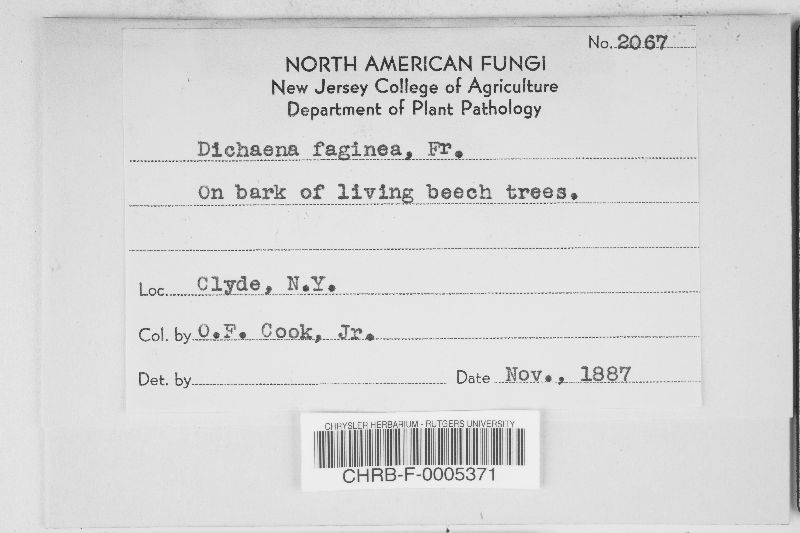 No. 2067
NORTH AMERICAN FUNGI
New Jersey College of Agriculture
Department of Plant Pathology
Dichaena faginea, Fr.
On bark of living beech trees.
Loc. Clyde, N.Y.
Col. by O.F. Cook, Jr.
Det. by
Date Nov., 1887
CHRYSLER HERBARIUM - RUTGERS UNIVERSITY
CHRB-F-0005371